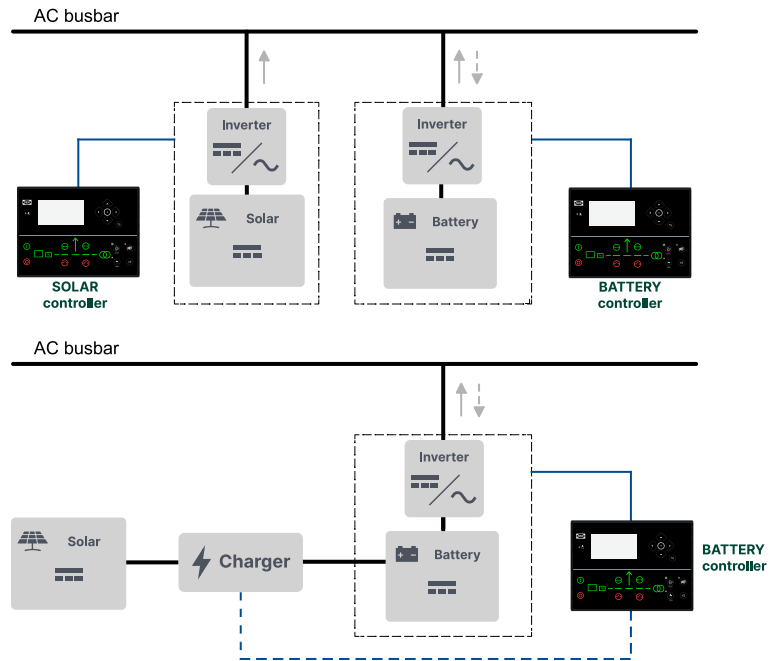 AC busbar
Inverter
Inverter
Solar
Battery
SOLAR
controller
BATTERY
controller
AC busbar
Inverter
Solar
Charger
Battery
BATTERY
controller